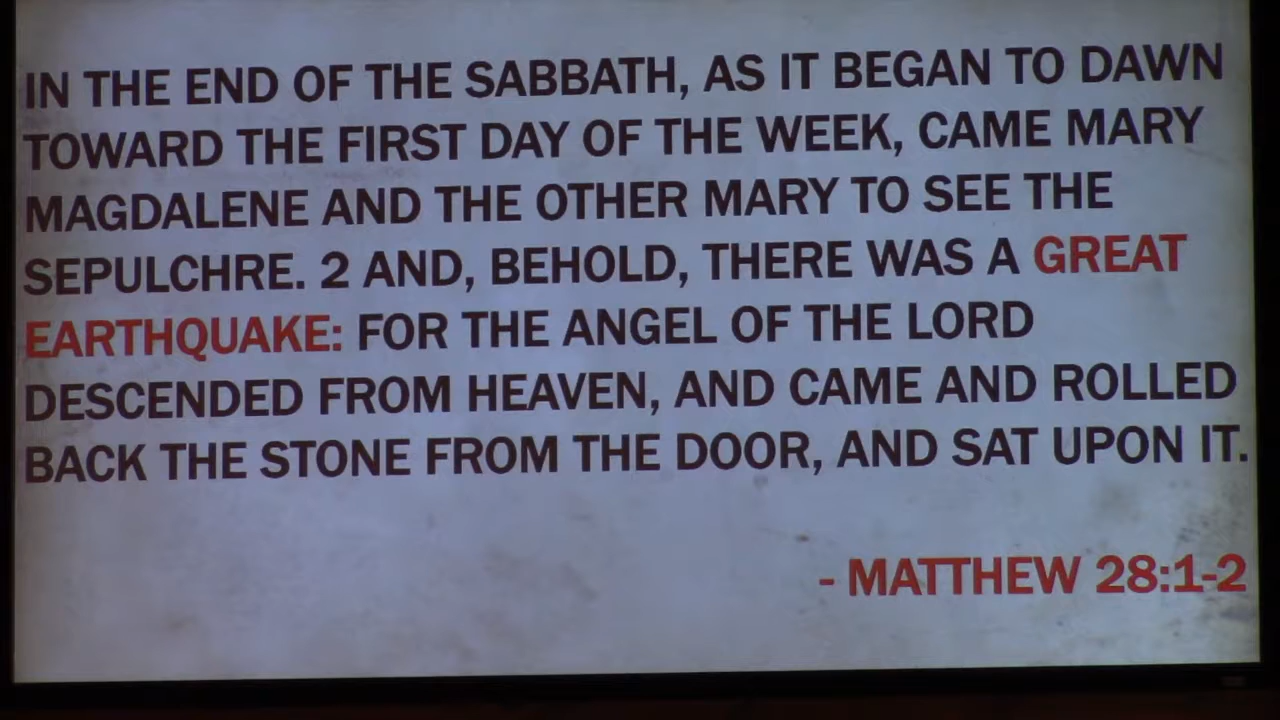 IN THE END OF THE SABBATH, AS IT BEGAN TO DAWN
TOWARD THE FIRST DAY OF THE WEEK, CAME MARY
MAGDALENE AND THE OTHER MARY TO SEE THE
SEPULCHRE. 2 AND, BEHOLD, THERE WAS A GREAT
EARTHQUAKE: FOR THE ANGEL OF THE LORD
DESCENDED FROM HEAVEN, AND CAME AND ROLLED
BACK THE STONE FROM THE DOOR, AND SAT UPON IT.
- MATTHEW 28:1-2